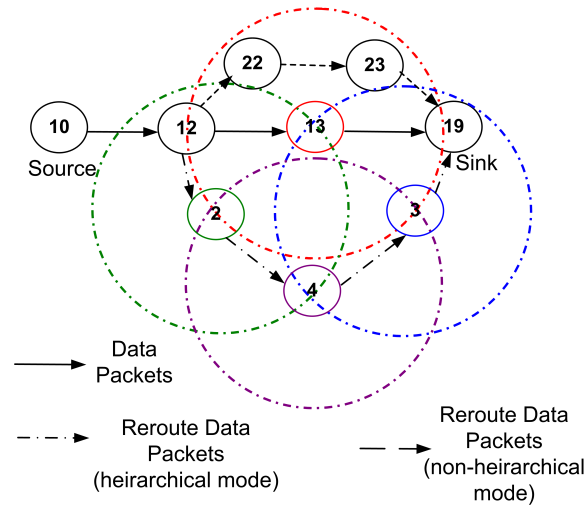 22
23
10
12
13
19
Source
Sink
2
3
4
Data
Packets
Reroute Data
Packets
(heirarchical mode)
Reroute Data
Packets
(non-heirarchical
mode)